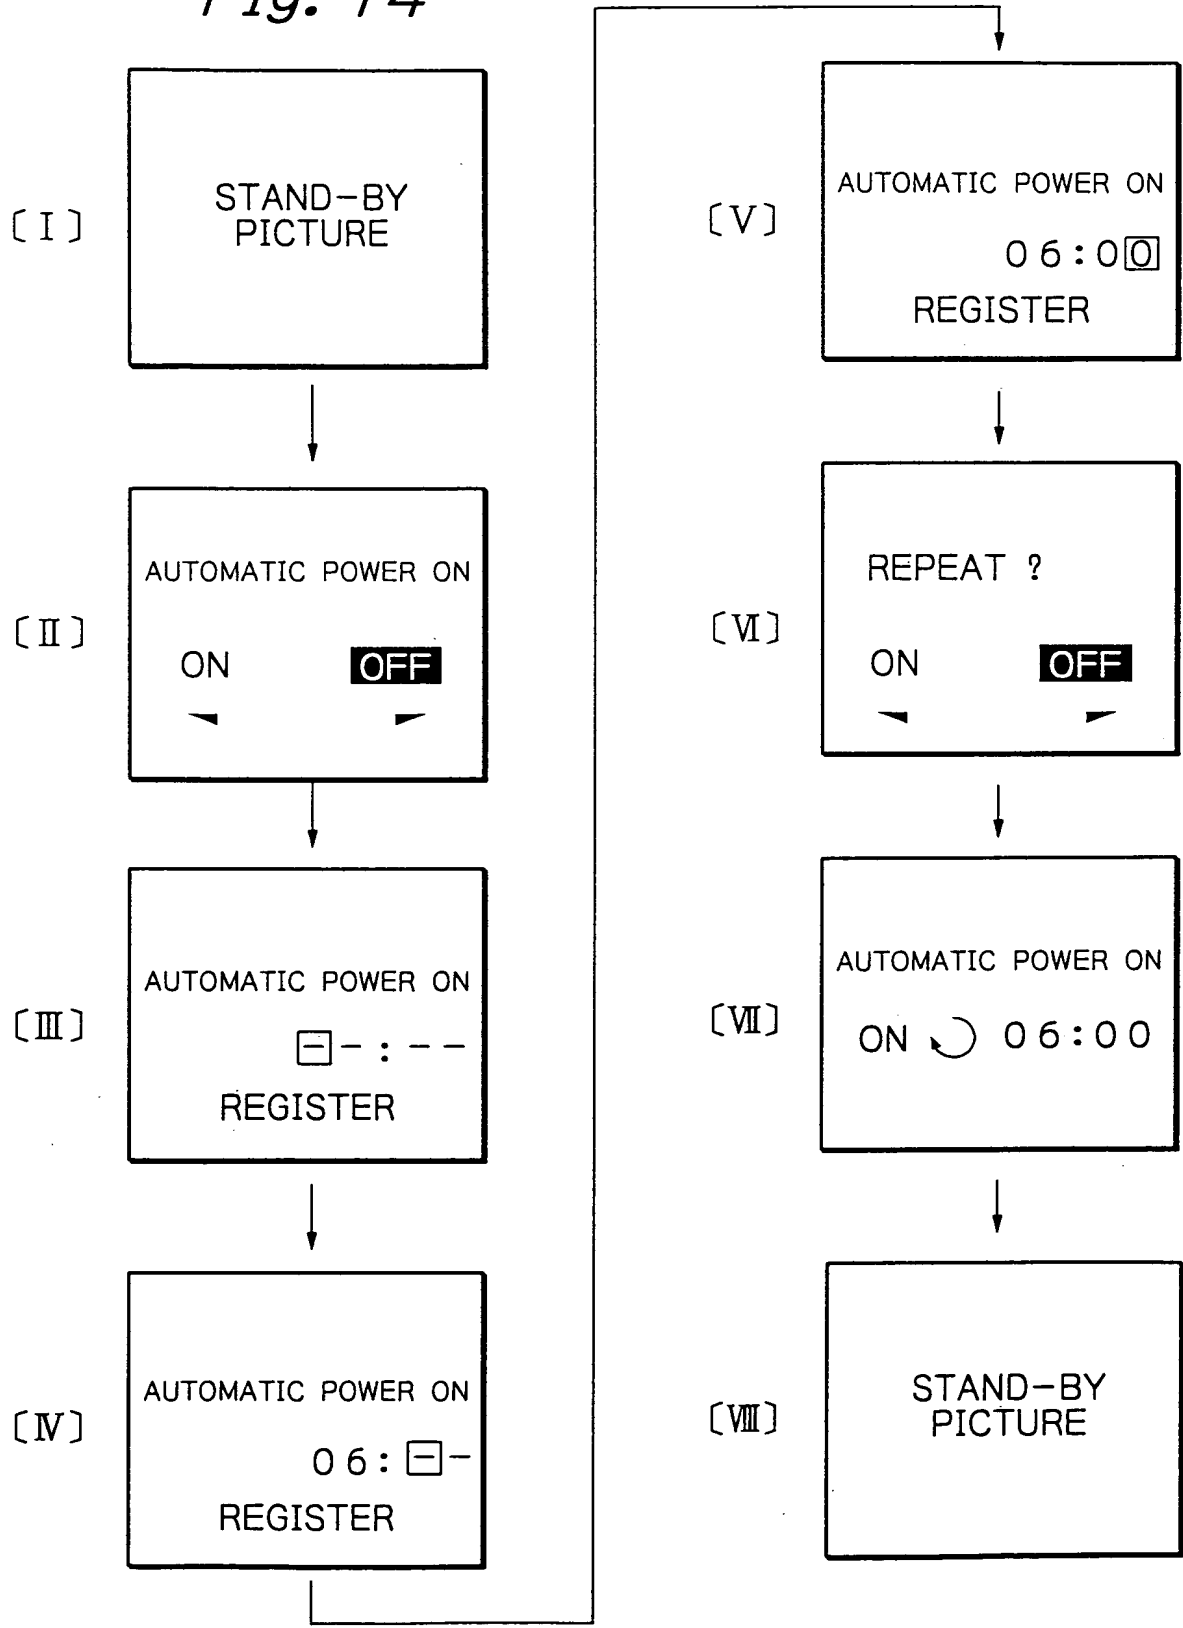 Fig. 14
[I]
STAND-BY
PICTURE
[II]
AUTOMATIC POWER ON
ON OFF
[III]
AUTOMATIC POWER ON
--:--
REGISTER
[IV]
AUTOMATIC POWER ON
06:--
REGISTER
[V]
AUTOMATIC POWER ON
06:00
REGISTER
[VI]
REPEAT ?
ON OFF
[VII]
AUTOMATIC POWER ON
ON 06:00
[VIII]
STAND-BY
PICTURE